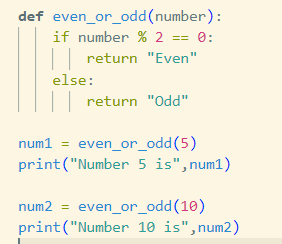 def even_or_odd(number):
    if number % 2 == 0:
        return "Even"
    else:
        return "Odd"

num1 = even_or_odd(5)
print("Number 5 is",num1)

num2 = even_or_odd(10)
print("Number 10 is",num2)